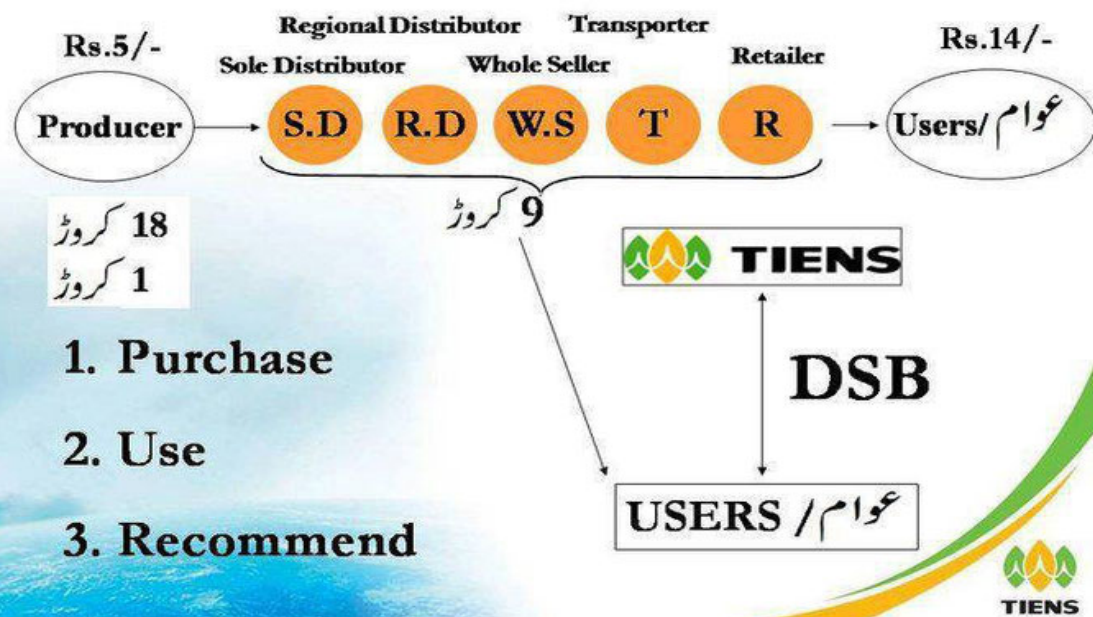 Regional Distributor
Transporter
Rs.5/-
Rs.14/-
Sole Distributor
Whole Seller
Retailer
Producer
S.D
R.D
W.S
T
R
Users/عوام
9 کروڑ
18 کروڑ
1 کروڑ
TIENS
1. Purchase
DSB
2. Use
USERS / عوام
3. Recommend
TIENS